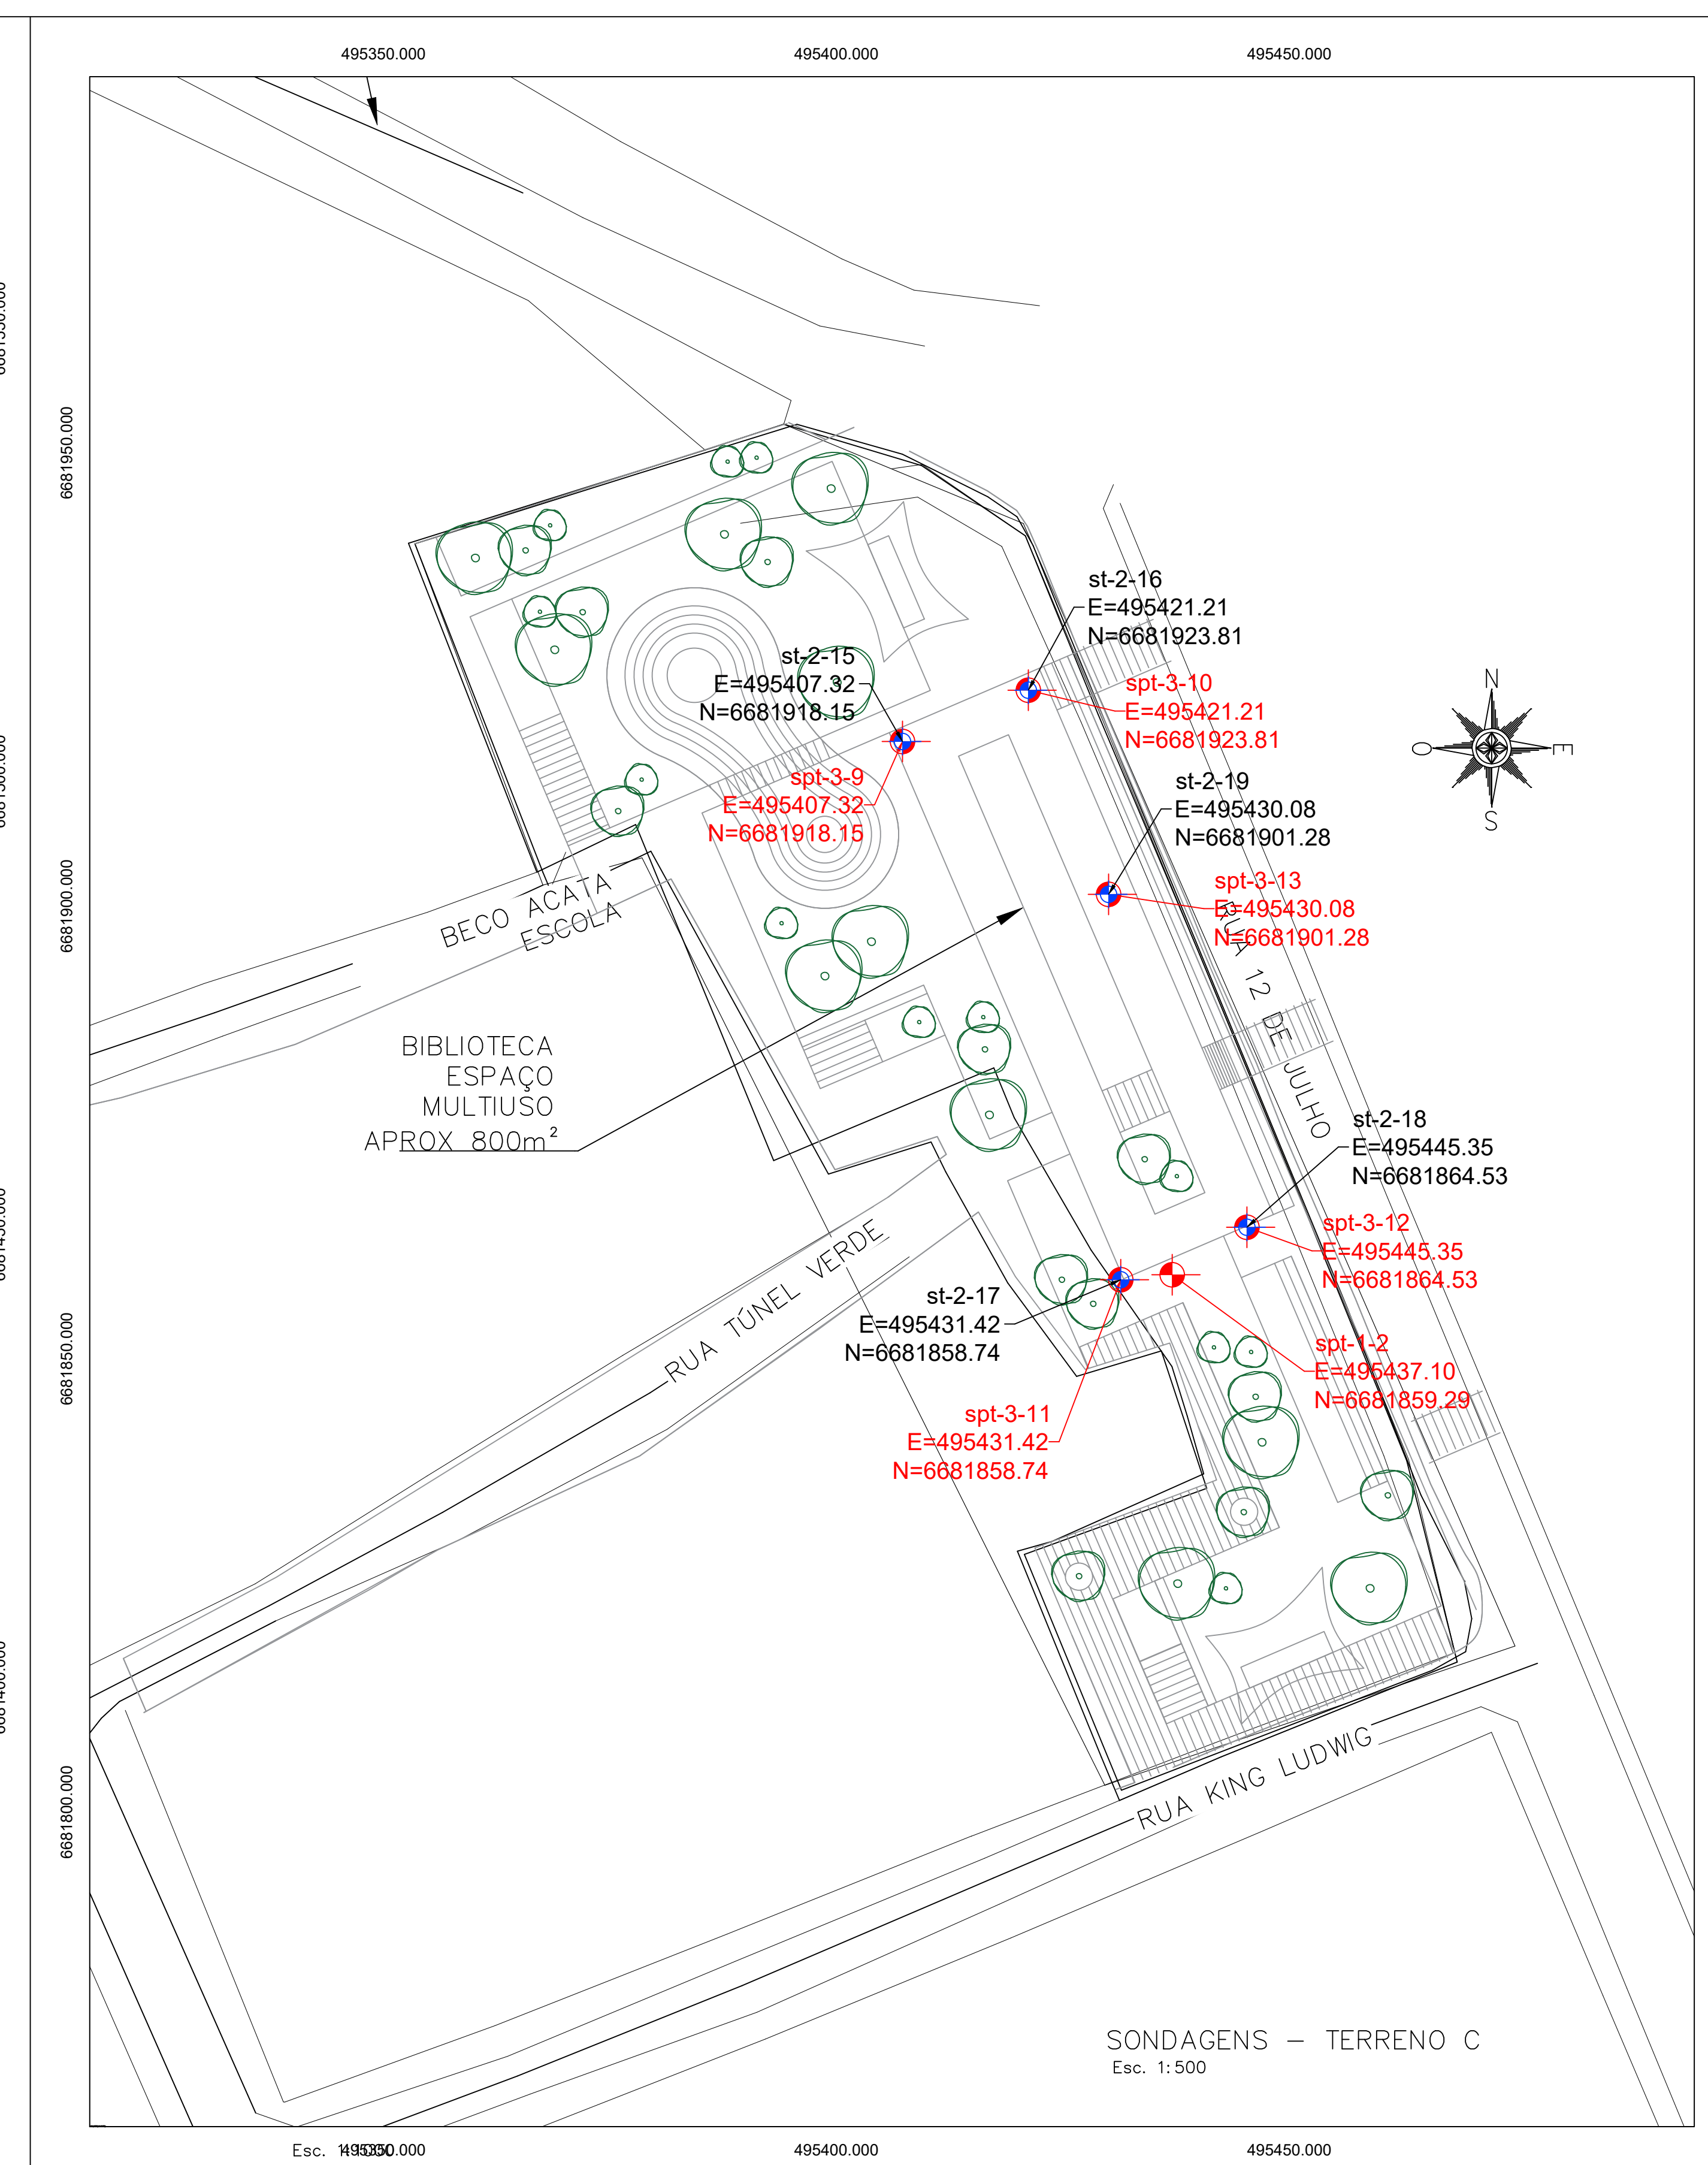 495350.000
495400.000
495450.000
6681950.000
6681900.000
6681850.000
6681800.000
st-2-16
E=495421.21
N=6681923.81
spt-3-10
E=495421.21
N=6681923.81
st-2-15
E=495407.32
N=6681918.15
spt-3-9
E=495407.32
N=6681918.15
st-2-19
E=495430.08
N=6681901.28
spt-3-13
E=495430.08
N=6681901.28
N
O
E
S
BECO ACATA
ESCOLA
RUA 12 DE JULHO
BIBLIOTECA
ESPAÇO
MULTIUSO
APROX 800m²
st-2-18
E=495445.35
N=6681864.53
spt-3-12
E=495445.35
N=6681864.53
RUA TÚNEL VERDE
st-2-17
E=495431.42
N=6681858.74
spt-1-2
E=495437.10
N=6681859.29
spt-3-11
E=495431.42
N=6681858.74
RUA KING LUDWIG
SONDAGENS – TERRENO C
Esc. 1:500
Esc.
495350.000
495400.000
495450.000